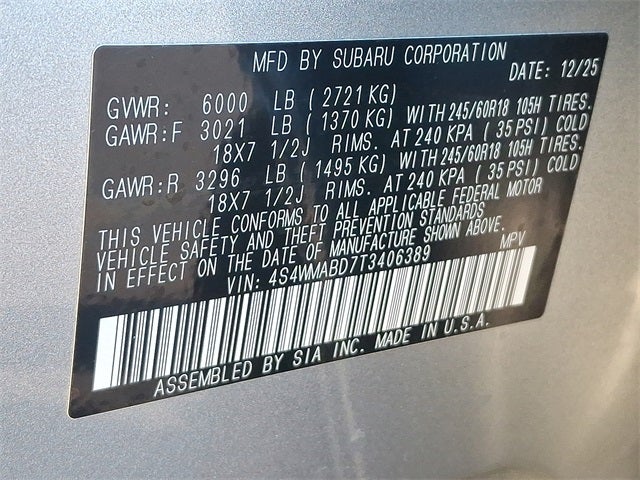 MFD BY SUBARU CORPORATION
DATE: 12/25
GVWR: 6000 LB (2721 KG)
GAWR:F 3021 LB (1370 KG) WITH 245/60R18 105H TIRES.
18X7 1/2J RIMS. AT 240 KPA (35 PSI) COLD
GAWR:R 3296 LB (1495 KG) WITH 245/60R18 105H TIRES.
18X7 1/2J RIMS. AT 240 KPA (35 PSI) COLD
THIS VEHICLE CONFORMS TO ALL APPLICABLE FEDERAL MOTOR
VEHICLE SAFETY AND THEFT PREVENTION STANDARDS
IN EFFECT ON THE DATE OF MANUFACTURE SHOWN ABOVE.
VIN: 4S4WMABD7T3406389 MPV
ASSEMBLED BY SIA INC. MADE IN U.S.A.